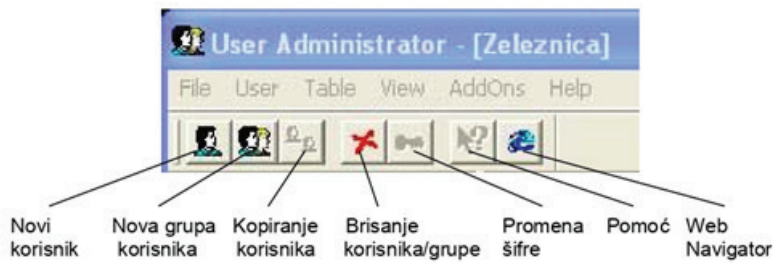 User Administrator - [Zeleznica]
File User Table View AddOns Help
Novi korisnik
Nova grupa korisnika
Kopiranje korisnika
Brisanje korisnika/grupe
Promena šifre
Pomoć
Web Navigator